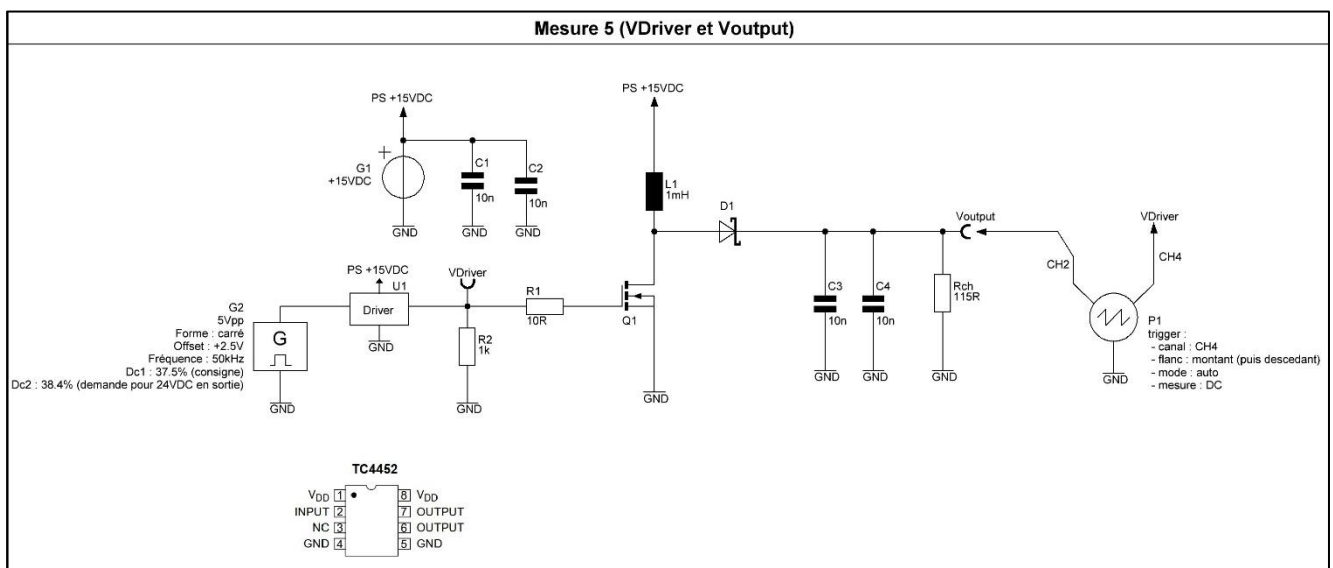 Mesure 5 (VDriver et Voutput)
PS +15VDC
G1
+15VDC
+
C1
10n
C2
10n
GND
GND
GND
PS +15VDC
L1
1mH
D1
Voutput
VDriver
CH2
CH4
C3
10n
C4
10n
Rch
115R
GND
GND
GND
P1
trigger :
- canal : CH4
- flanc : montant (puis descedant)
- mode : auto
- mesure : DC
GND
PS +15VDC
U1
Driver
GND
VDriver
R1
10R
Q1
R2
1k
GND
GND
G2
5Vpp
Forme : carré
Offset : +2.5V
Fréquence : 50kHz
Dc1 : 37.5% (consigne)
Dc2 : 38.4% (demande pour 24VDC en sortie)
G
GND
TC4452
VDD 1 8 VDD
INPUT 2 7 OUTPUT
NC 3 6 OUTPUT
GND 4 5 GND